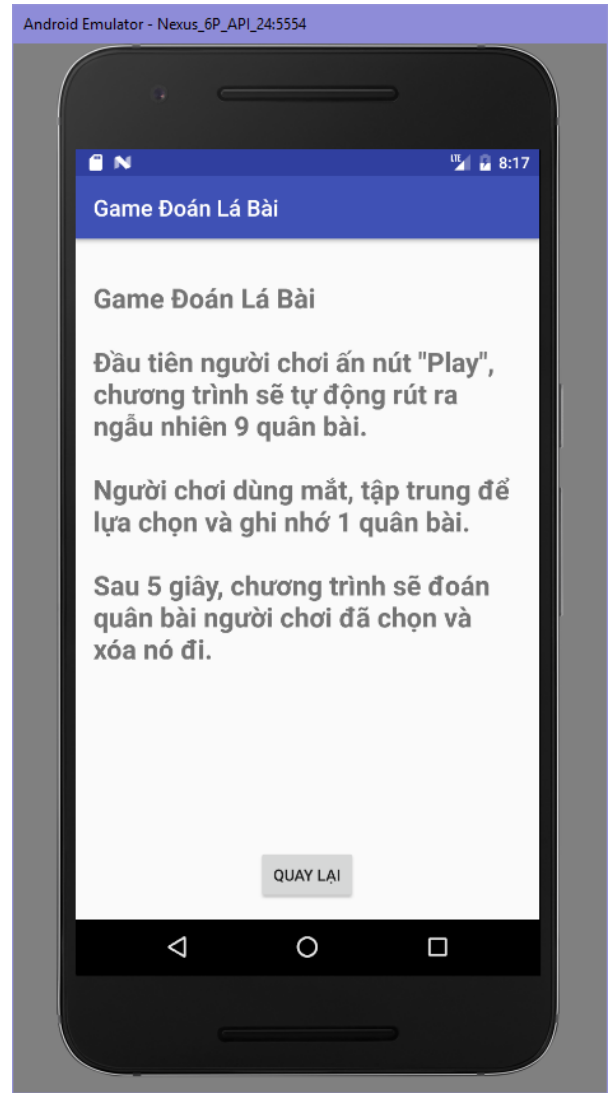 Android Emulator - Nexus_6P_API_24:5554
LTE 8:17
Game Đoán Lá Bài
Game Đoán Lá Bài
Đầu tiên người chơi ấn nút "Play",
chương trình sẽ tự động rút ra
ngẫu nhiên 9 quân bài.
Người chơi dùng mắt, tập trung để
lựa chọn và ghi nhớ 1 quân bài.
Sau 5 giây, chương trình sẽ đoán
quân bài người chơi đã chọn và
xóa nó đi.
QUAY LẠI